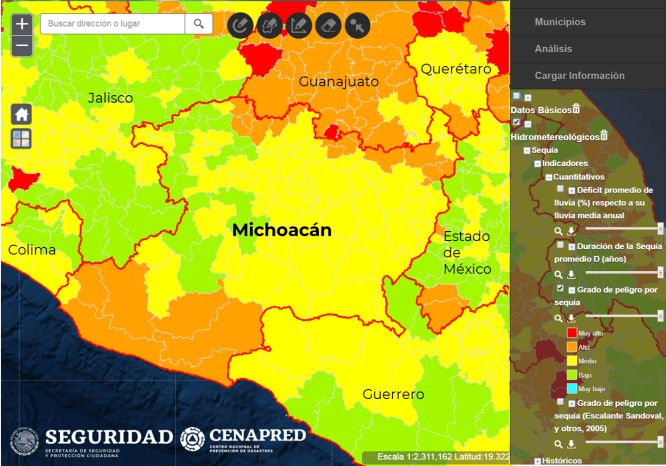 Buscar dirección o lugar
Jalisco
Guanajuato
Querétaro
Michoacán
Colima
Estado
de
México
Guerrero
SEGURIDAD
SECRETARÍA DE SEGURIDAD
Y PROTECCIÓN CIUDADANA
CENAPRED
CENTRO NACIONAL DE
PREVENCIÓN DE DESASTRES
Escala 1:2,311,162 Latitud:19.322
Municipios
Análisis
Cargar Información
Datos Básicos
Hidrometereológicos
Sequía
Indicadores
Cuantitativos
Déficit promedio de
lluvia (%) respecto a su
lluvia media anual
Duración de la Sequía
promedio D (años)
Grado de peligro por
sequía
Muy alto
Alto
Medio
Bajo
Muy bajo
Grado de peligro por
sequía (Escalante Sandoval,
y otros, 2005)
Históricos